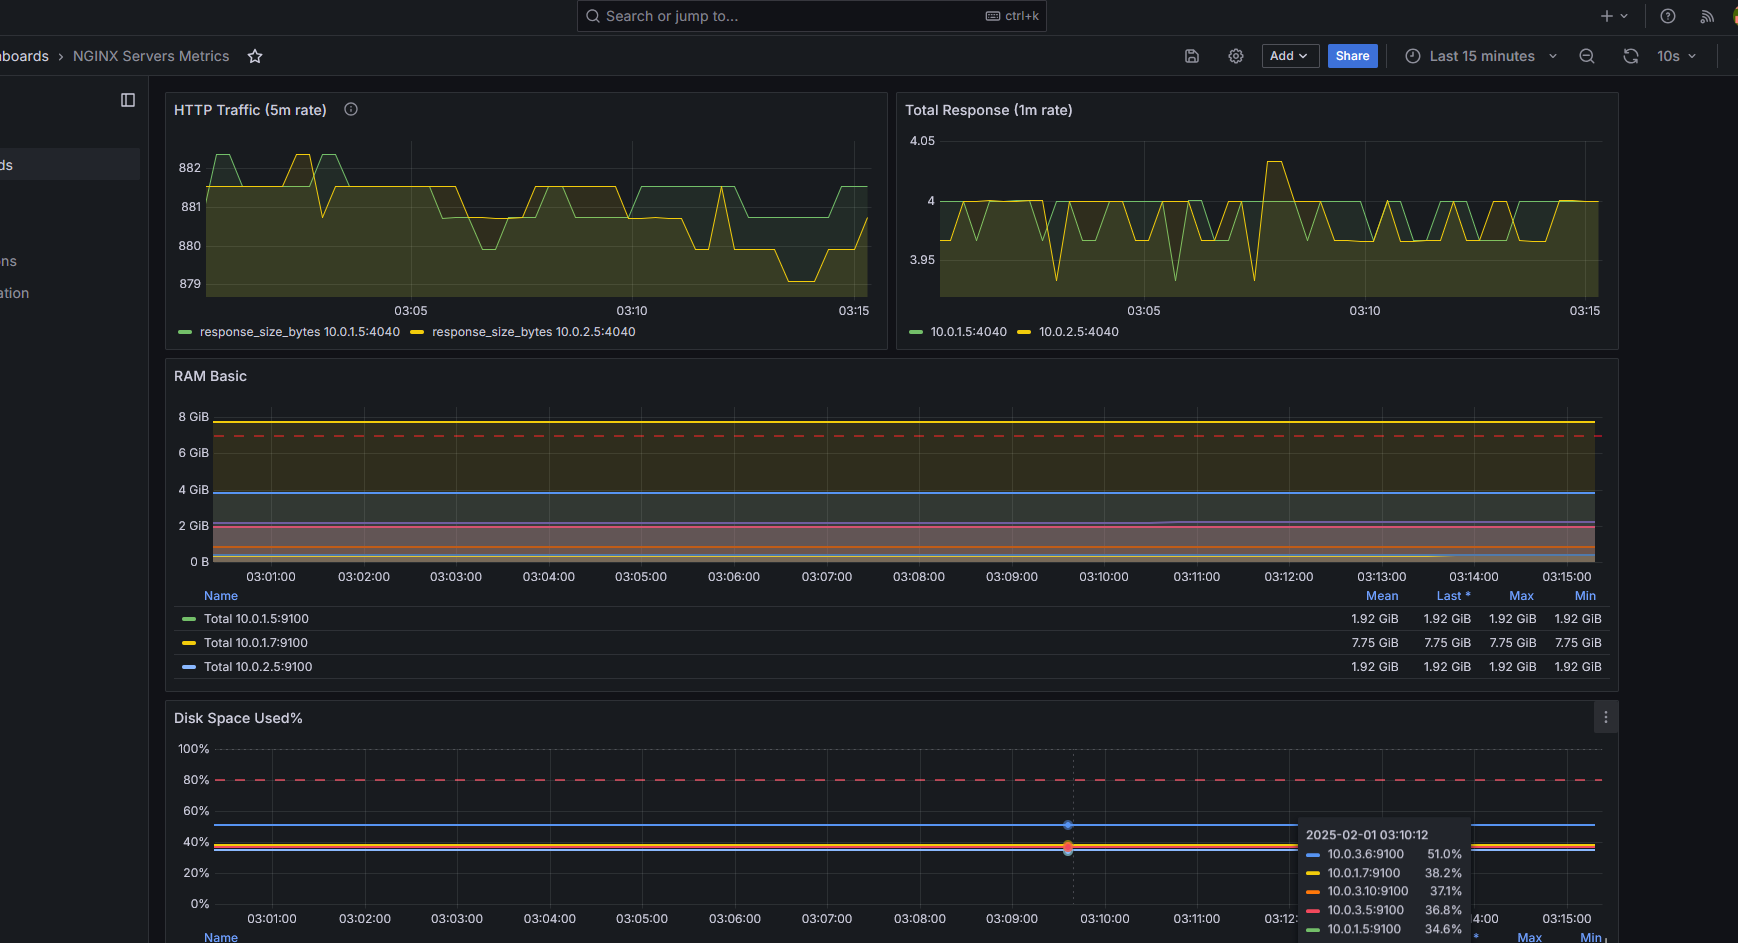 Search or jump to... ctrl+k
boards › NGINX Servers Metrics Add Share Last 15 minutes 10s
ds
ons
ation
HTTP Traffic (5m rate)
882
881
880
879
03:05 03:10 03:15
response_size_bytes 10.0.1.5:4040 response_size_bytes 10.0.2.5:4040
Total Response (1m rate)
4.05
4
3.95
03:05 03:10 03:15
10.0.1.5:4040 10.0.2.5:4040
RAM Basic
8 GiB
6 GiB
4 GiB
2 GiB
0 B
03:01:00 03:02:00 03:03:00 03:04:00 03:05:00 03:06:00 03:07:00 03:08:00 03:09:00 03:10:00 03:11:00 03:12:00 03:13:00 03:14:00 03:15:00
Name Mean Last * Max Min
Total 10.0.1.5:9100 1.92 GiB 1.92 GiB 1.92 GiB 1.92 GiB
Total 10.0.1.7:9100 7.75 GiB 7.75 GiB 7.75 GiB 7.75 GiB
Total 10.0.2.5:9100 1.92 GiB 1.92 GiB 1.92 GiB 1.92 GiB
Disk Space Used%
100%
80%
60%
40%
20%
0%
03:01:00 03:02:00 03:03:00 03:04:00 03:05:00 03:06:00 03:07:00 03:08:00 03:09:00 03:10:00 03:11:00 03:12: 4:00 03:15:00
2025-02-01 03:10:12
10.0.3.6:9100 51.0%
10.0.1.7:9100 38.2%
10.0.3.10:9100 37.1%
10.0.3.5:9100 36.8%
10.0.1.5:9100 34.6%
Name * Max Min